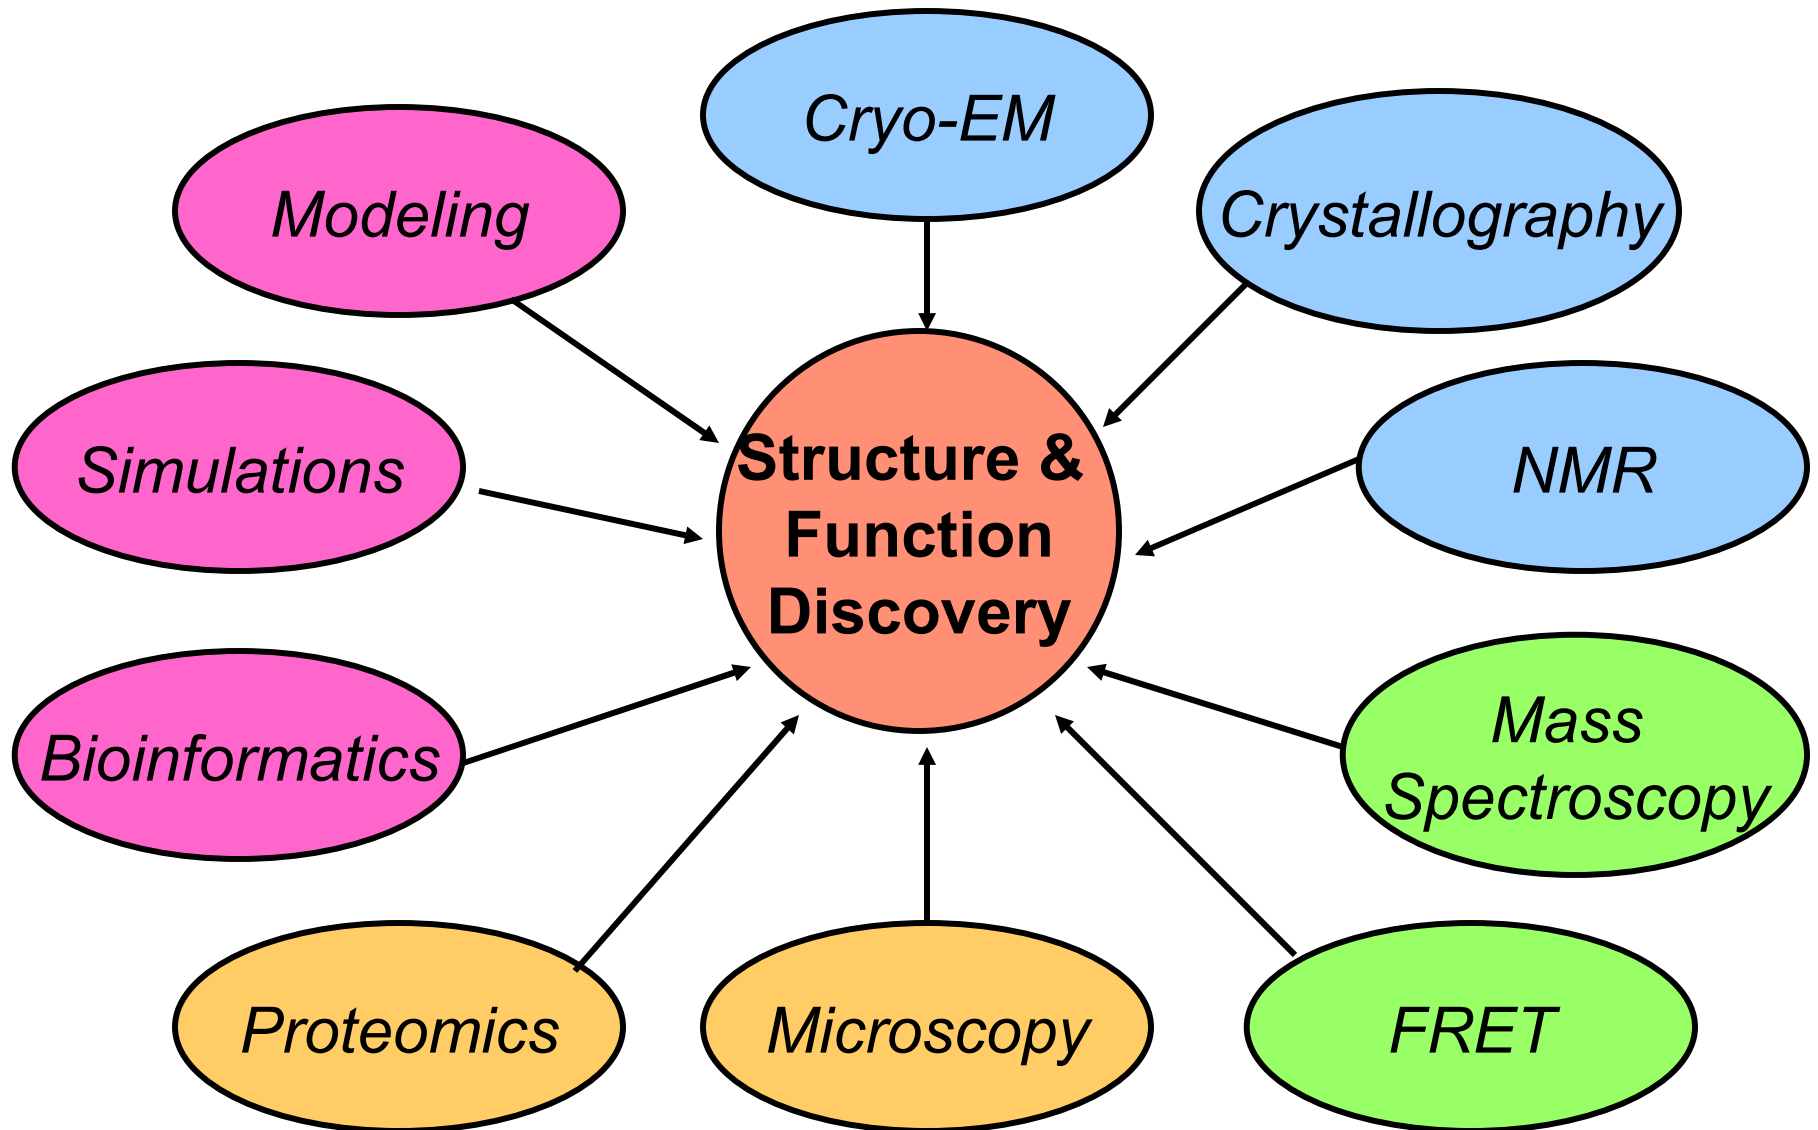 Cryo-EM
Crystallography
Modeling
Structure &
Function
Discovery
Simulations
NMR
Bioinformatics
Mass
Spectroscopy
Proteomics
Microscopy
FRET